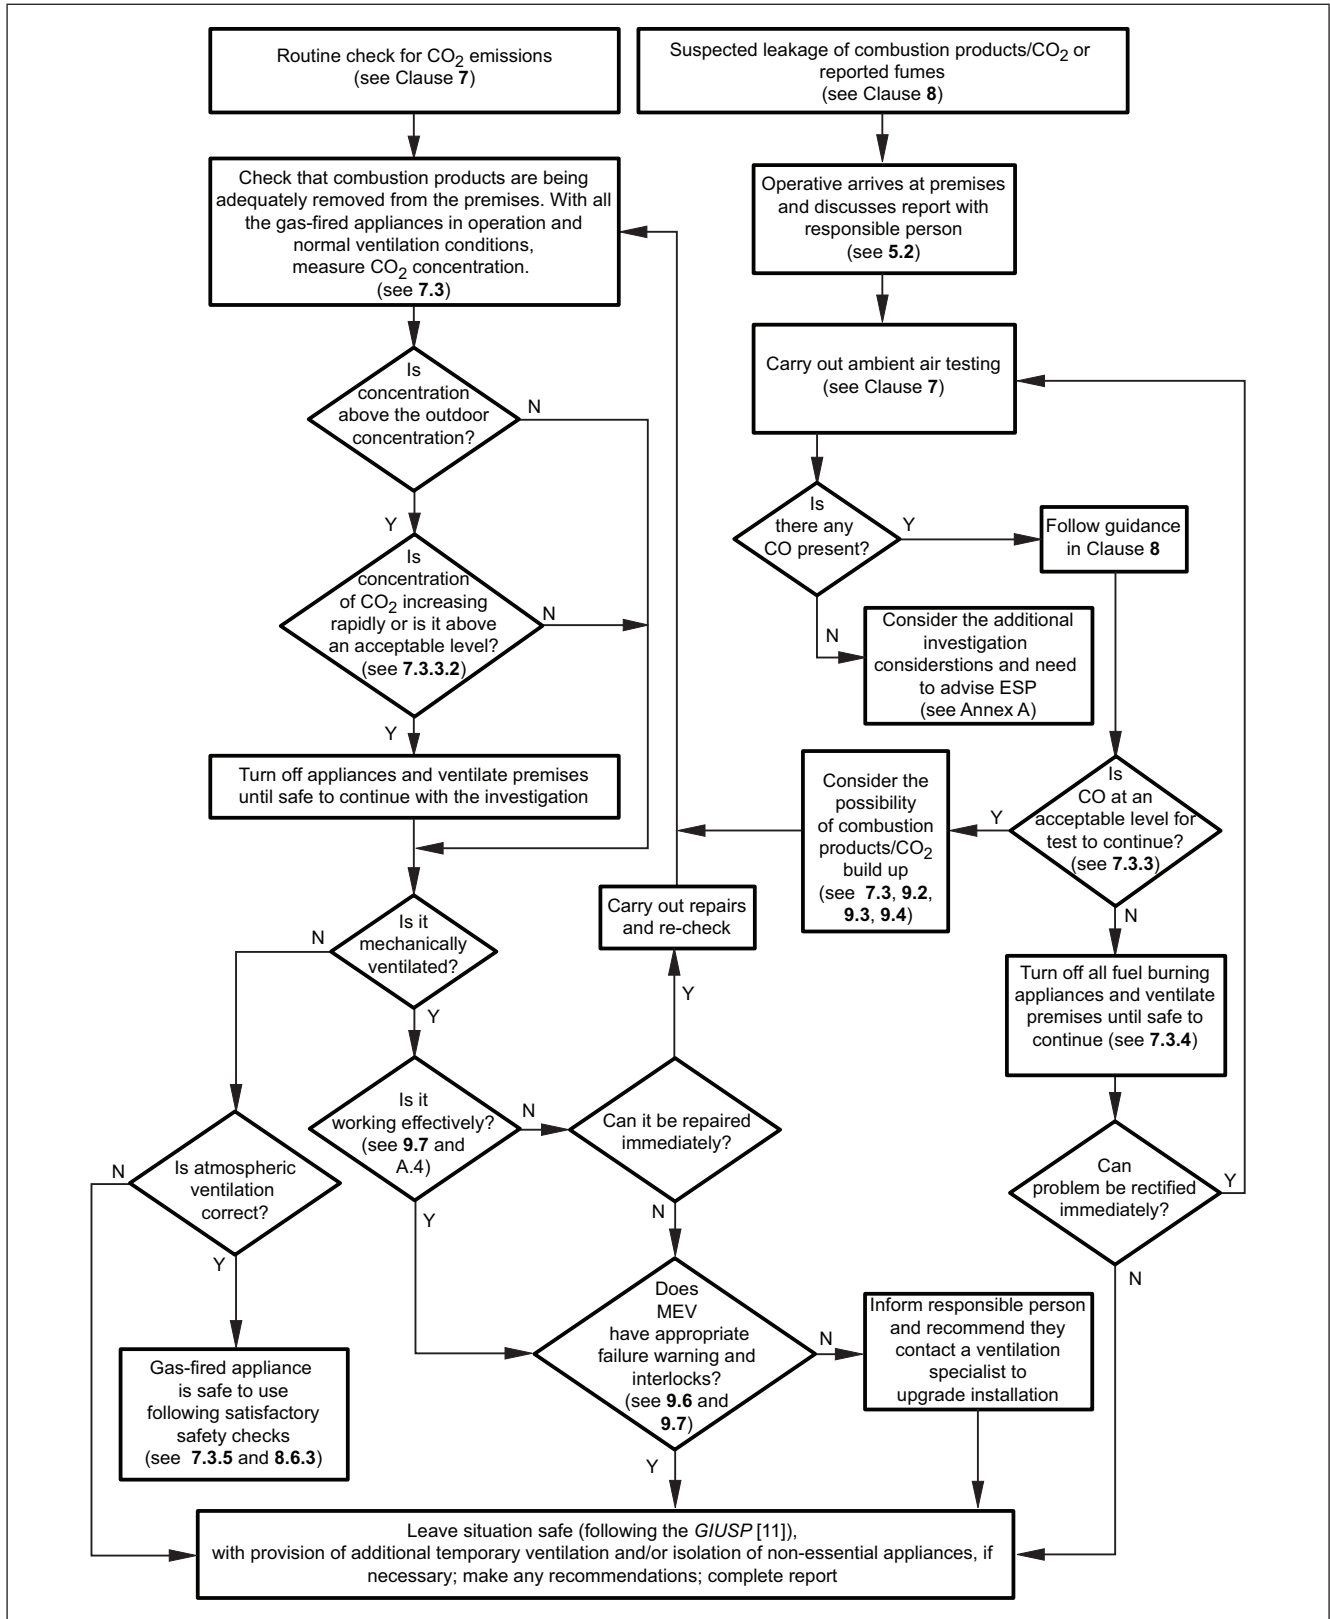 Routine check for CO2 emissions
(see Clause 7)
Suspected leakage of combustion products/CO2 or
reported fumes
(see Clause 8)
Check that combustion products are being
adequately removed from the premises. With all
the gas-fired appliances in operation and
normal ventilation conditions,
measure CO2 concentration.
(see 7.3)
Operative arrives at premises
and discusses report with
responsible person
(see 5.2)
Carry out ambient air testing
(see Clause 7)
Is
concentration
above the outdoor
concentration?
N
Y
Is
there any
CO present?
Y
N
Follow guidance
in Clause 8
Is
concentration
of CO2 increasing
rapidly or is it above
an acceptable level?
(see 7.3.3.2)
N
Y
Consider the additional
investigation
considerstions and need
to advise ESP
(see Annex A)
Turn off appliances and ventilate premises
until safe to continue with the investigation
Consider the
possibility
of combustion
products/CO2
build up
(see 7.3, 9.2,
9.3, 9.4)
Y
Is
CO at an
acceptable level for
test to continue?
(see 7.3.3)
N
Carry out repairs
and re-check
Y
Is it
mechanically
ventilated?
N
Y
Turn off all fuel burning
appliances and ventilate
premises until safe to
continue (see 7.3.4)
Is it
working effectively?
(see 9.7 and
A.4)
N
Y
Can it be repaired
immediately?
N
Can
problem be rectified
immediately?
Y
N
Is atmospheric
ventilation
correct?
N
Y
Does
MEV
have appropriate
failure warning and
interlocks?
(see 9.6 and
9.7)
N
Y
Inform responsible person
and recommend they
contact a ventilation
specialist to
upgrade installation
Gas-fired appliance
is safe to use
following satisfactory
safety checks
(see 7.3.5 and 8.6.3)
Leave situation safe (following the GIUSP [11]),
with provision of additional temporary ventilation and/or isolation of non-essential appliances, if
necessary; make any recommendations; complete report